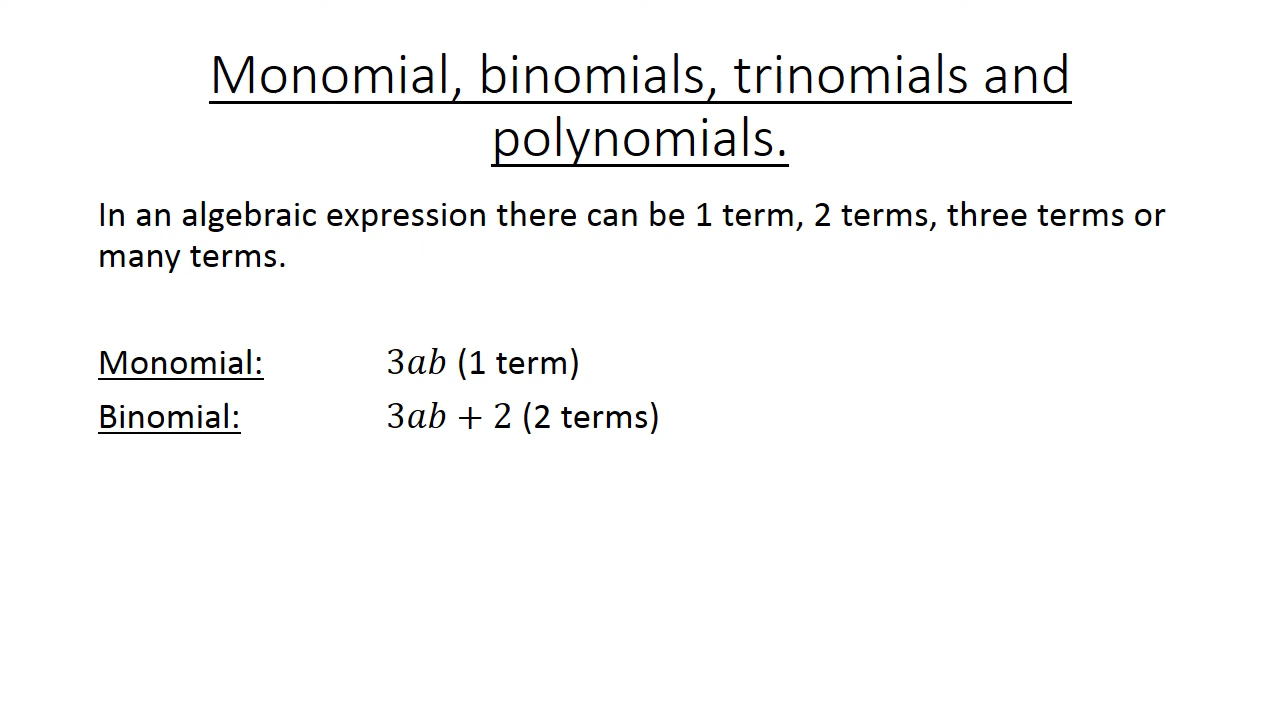 Monomial, binomials, trinomials and
polynomials.
In an algebraic expression there can be 1 term, 2 terms, three terms or
many terms.
Monomial: 3𝑎𝑏 (1 term)
Binomial: 3𝑎𝑏 + 2 (2 terms)